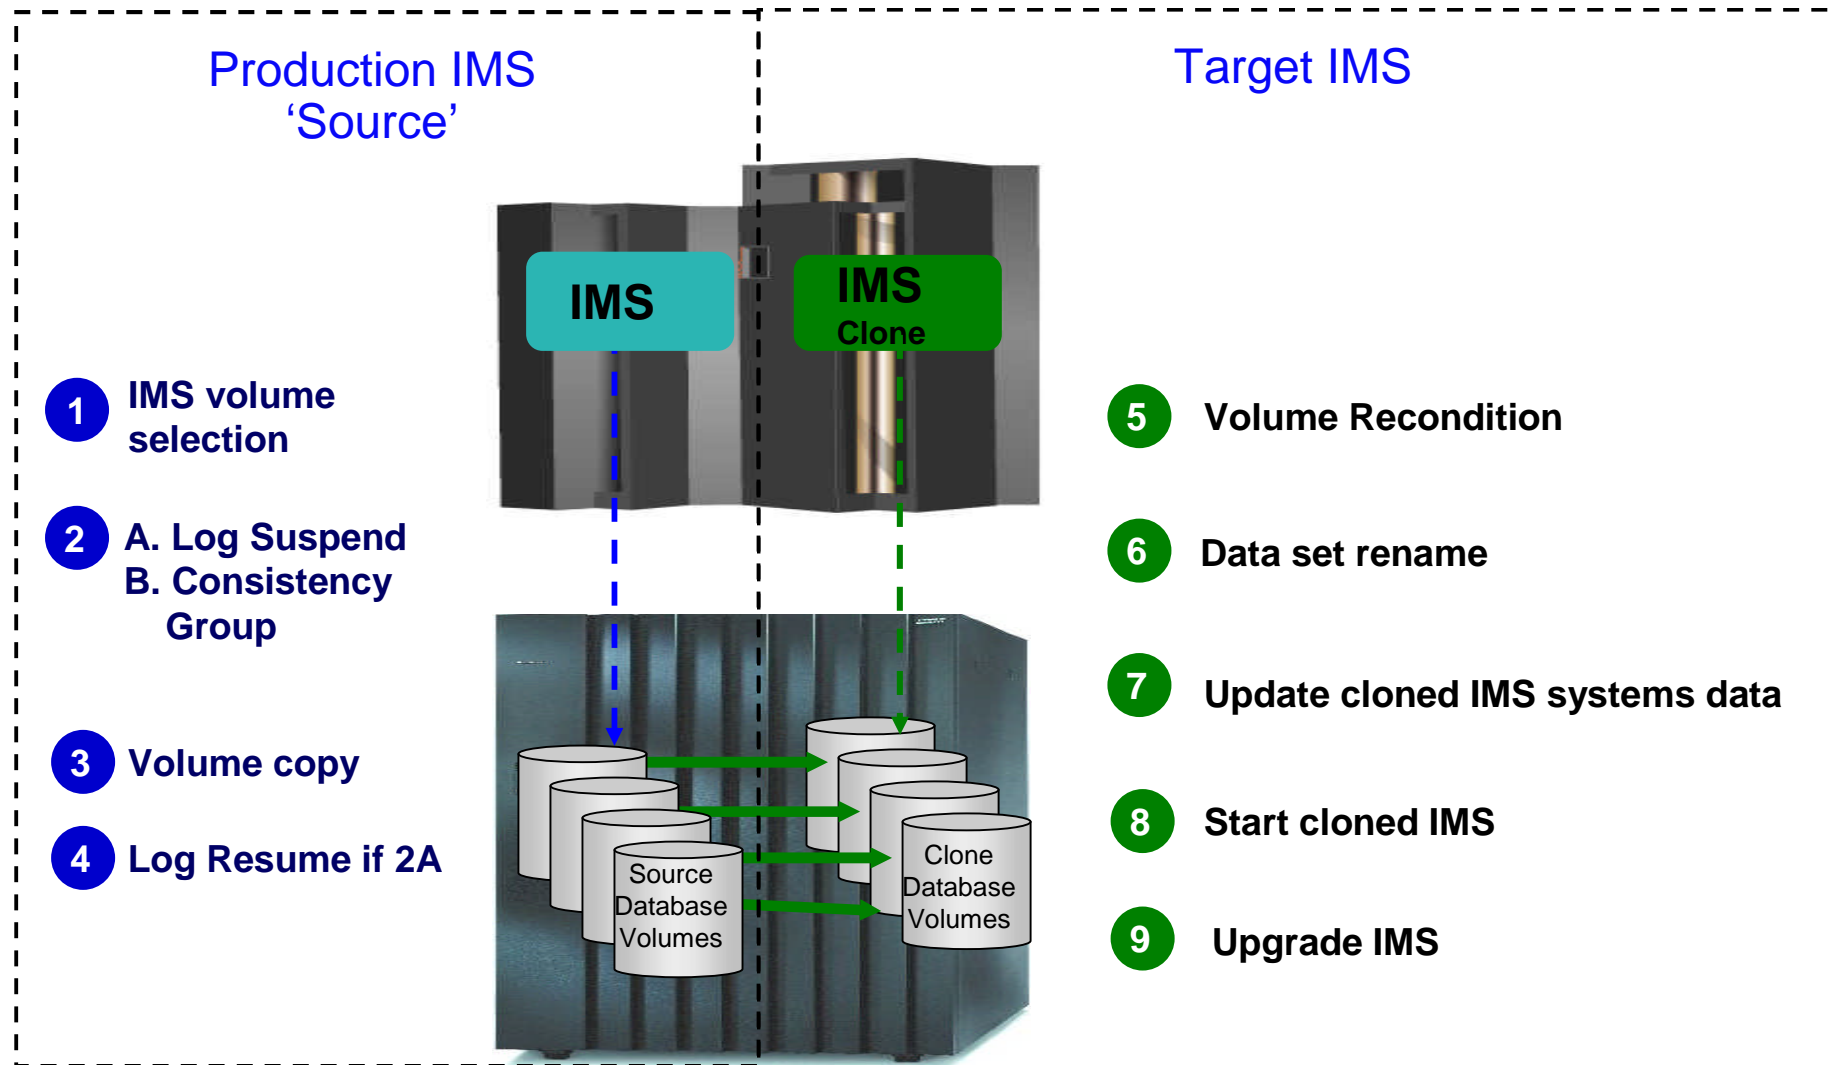 Production IMS
‘Source’
Target IMS
IMS
IMS
Clone
1 IMS volume
selection
2 A. Log Suspend
B. Consistency
Group
3 Volume copy
4 Log Resume if 2A
5 Volume Recondition
6 Data set rename
7 Update cloned IMS systems data
8 Start cloned IMS
9 Upgrade IMS
Source
Database
Volumes
Clone
Database
Volumes